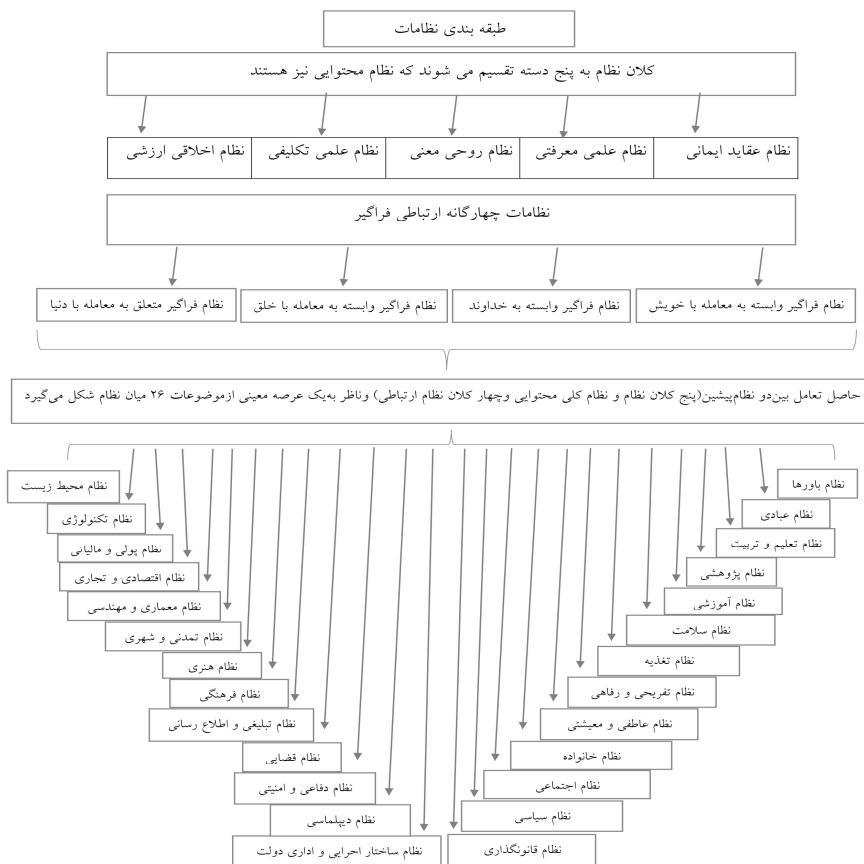 طبقه بندی نظامات
کلان نظام به پنج دسته تقسیم می شوند که نظام محتوایی نیز هستند
نظام عقاید ایمانی
نظام علمی معرفتی
نظام روحی معنی
نظام علمی تکلیفی
نظام اخلاقی ارزشی
نظامات چهارگانه ارتباطی فراگیر
نطام فراگیر وابسته به معامله با خویش
نظام فراگیر وابسته به خداوند
نظام فراگیر وابسته به معامله با خلق
نظام فراگیر متعلق به معامله با دنیا
حاصل تعامل بین‌دو نظام‌پیشین(پنج کلان نظام و نظام کلی محتوایی وچهار کلان نظام ارتباطی) وناظر به‌یک عرصه معینی ازموضوعات ۲۶ میان نظام شکل می‌گیرد
نظام باورها
نظام عبادی
نظام تعلیم و تربیت
نظام پژوهشی
نظام آموزشی
نظام سلامت
نظام تغذیه
نظام تفریحی و رفاهی
نظام عاطفی و معیشتی
نظام خانواده
نظام اجتماعی
نظام سیاسی
نظام قانونگذاری
نظام محیط زیست
نظام تکنولوژی
نظام پولی و مالیاتی
نظام اقتصادی و تجاری
نظام معماری و مهندسی
نظام تمدنی و شهری
نظام هنری
نظام فرهنگی
نظام تبلیغی و اطلاع رسانی
نظام قضایی
نظام دفاعی و امنیتی
نظام دیپلماسی
نظام ساختار اجرایی و اداری دولت